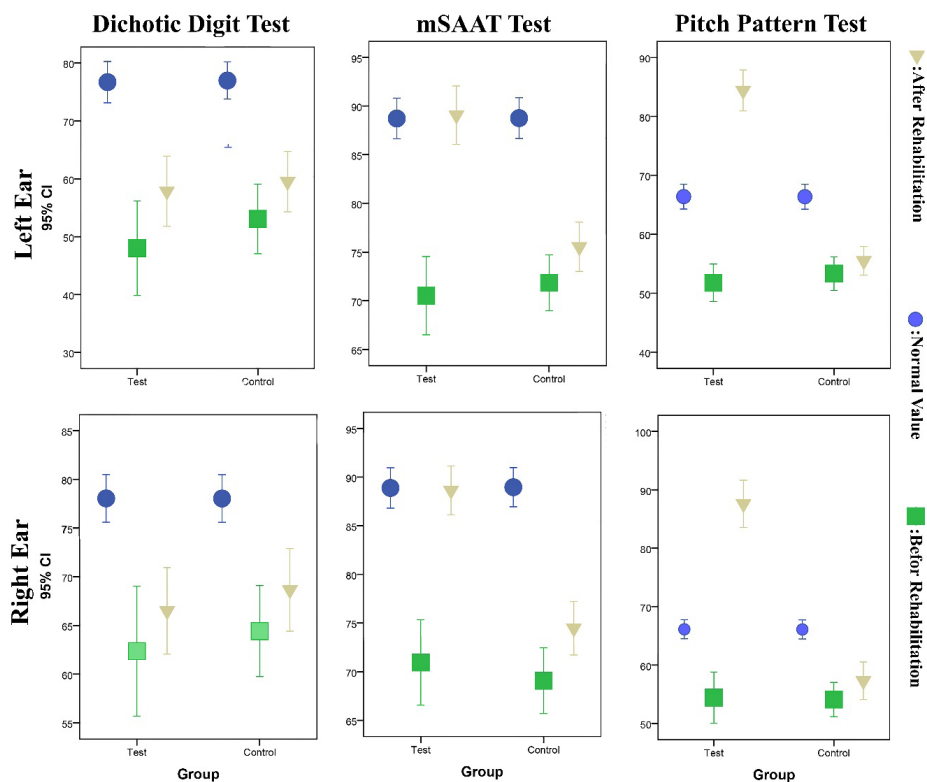 Dichotic Digit Test
mSAAT Test
Pitch Pattern Test
Left Ear
95% CI
80
70
60
50
40
30
Test
Control
95
90
85
80
75
70
65
Test
Control
90
80
70
60
50
40
Test
Control
Right Ear
95% CI
85
80
75
70
65
60
55
Test
Control
Group
95
90
85
80
75
70
65
Test
Control
Group
100
90
80
70
60
50
Test
Control
Group
:After Rehabilitation
:Normal Value
:Befor Rehabilitation